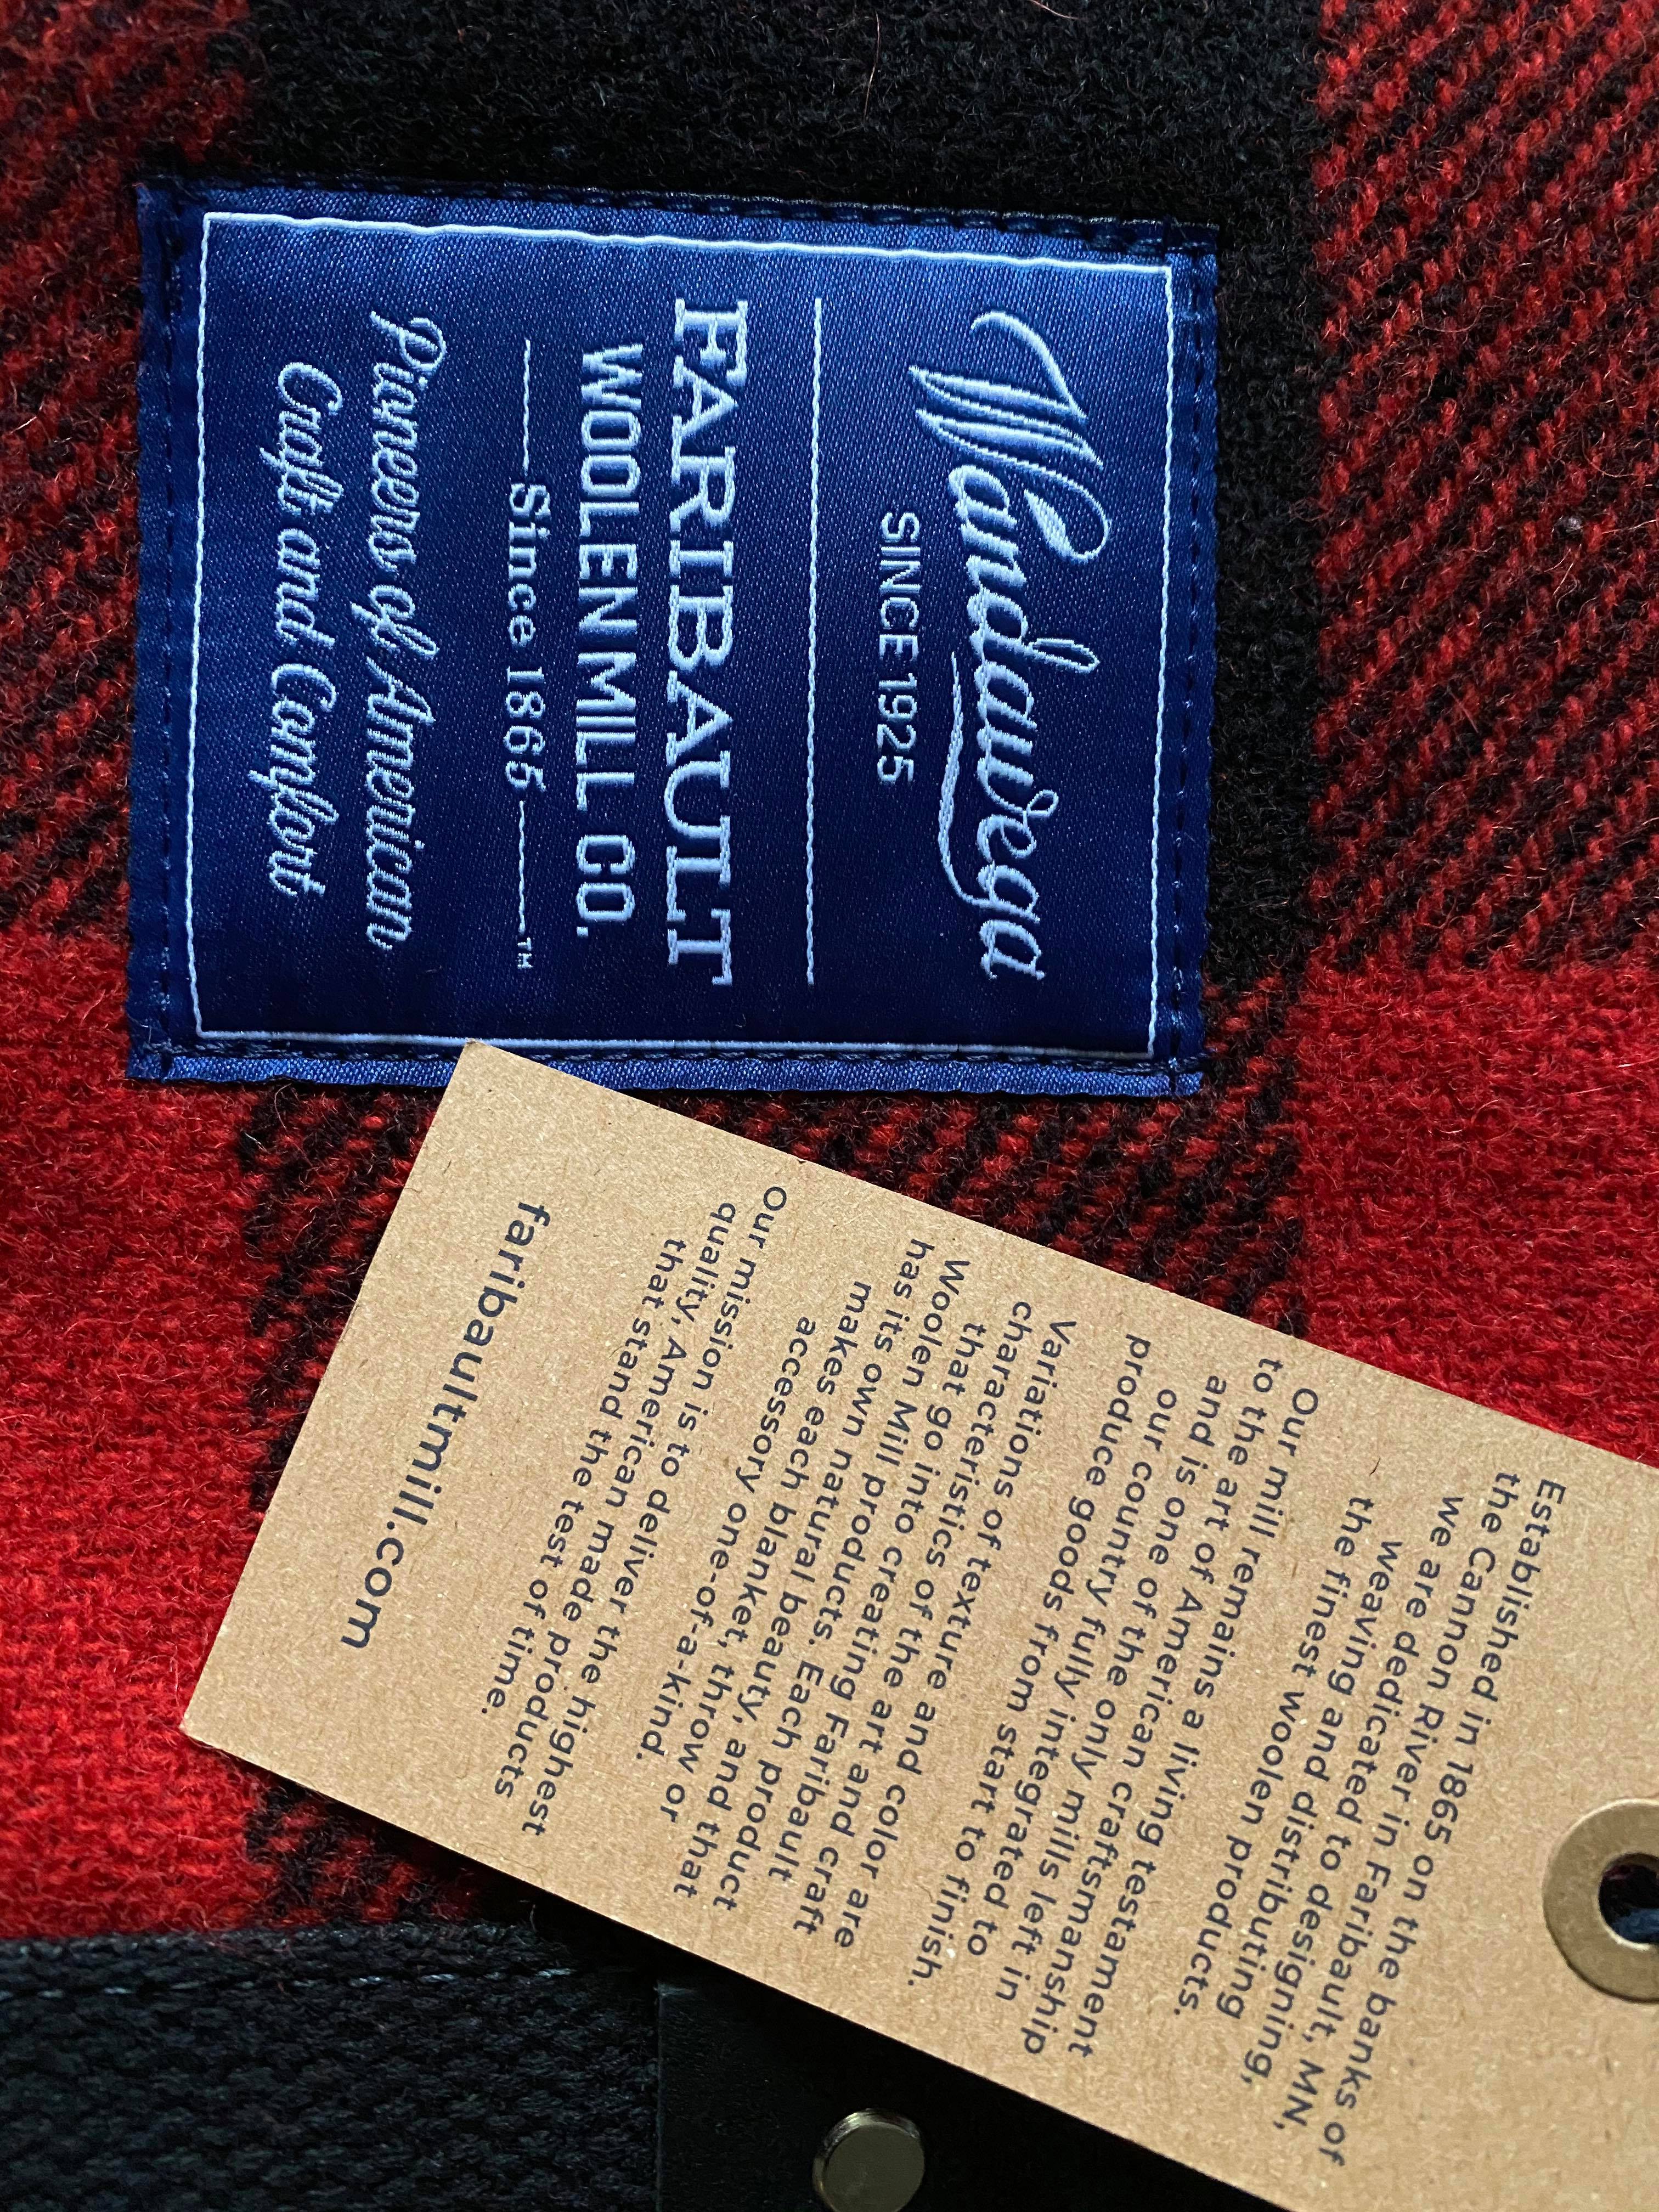 Wandawega
SINCE 1925
FARIBAULT
WOOLEN MILL CO.
Since 1865 ™
Pioneers of American
Craft and Comfort
Established in 1865 on the banks of
the Cannon River in Faribault, MN,
we are dedicated to designing,
weaving and distributing
the finest woolen products.
Our mill remains a living testament
to the art of American craftsmanship
and is one of the only mills left in
our country fully integrated to
produce goods from start to finish.
Variations of texture and color are
characteristics of the art and craft
that go into creating Faribault
Woolen Mill products. Each product
has its own natural beauty, and that
makes each blanket, throw or
accessory one-of-a-kind.
Our mission is to deliver the highest
quality, American made products
that stand the test of time.
faribaultmill.com